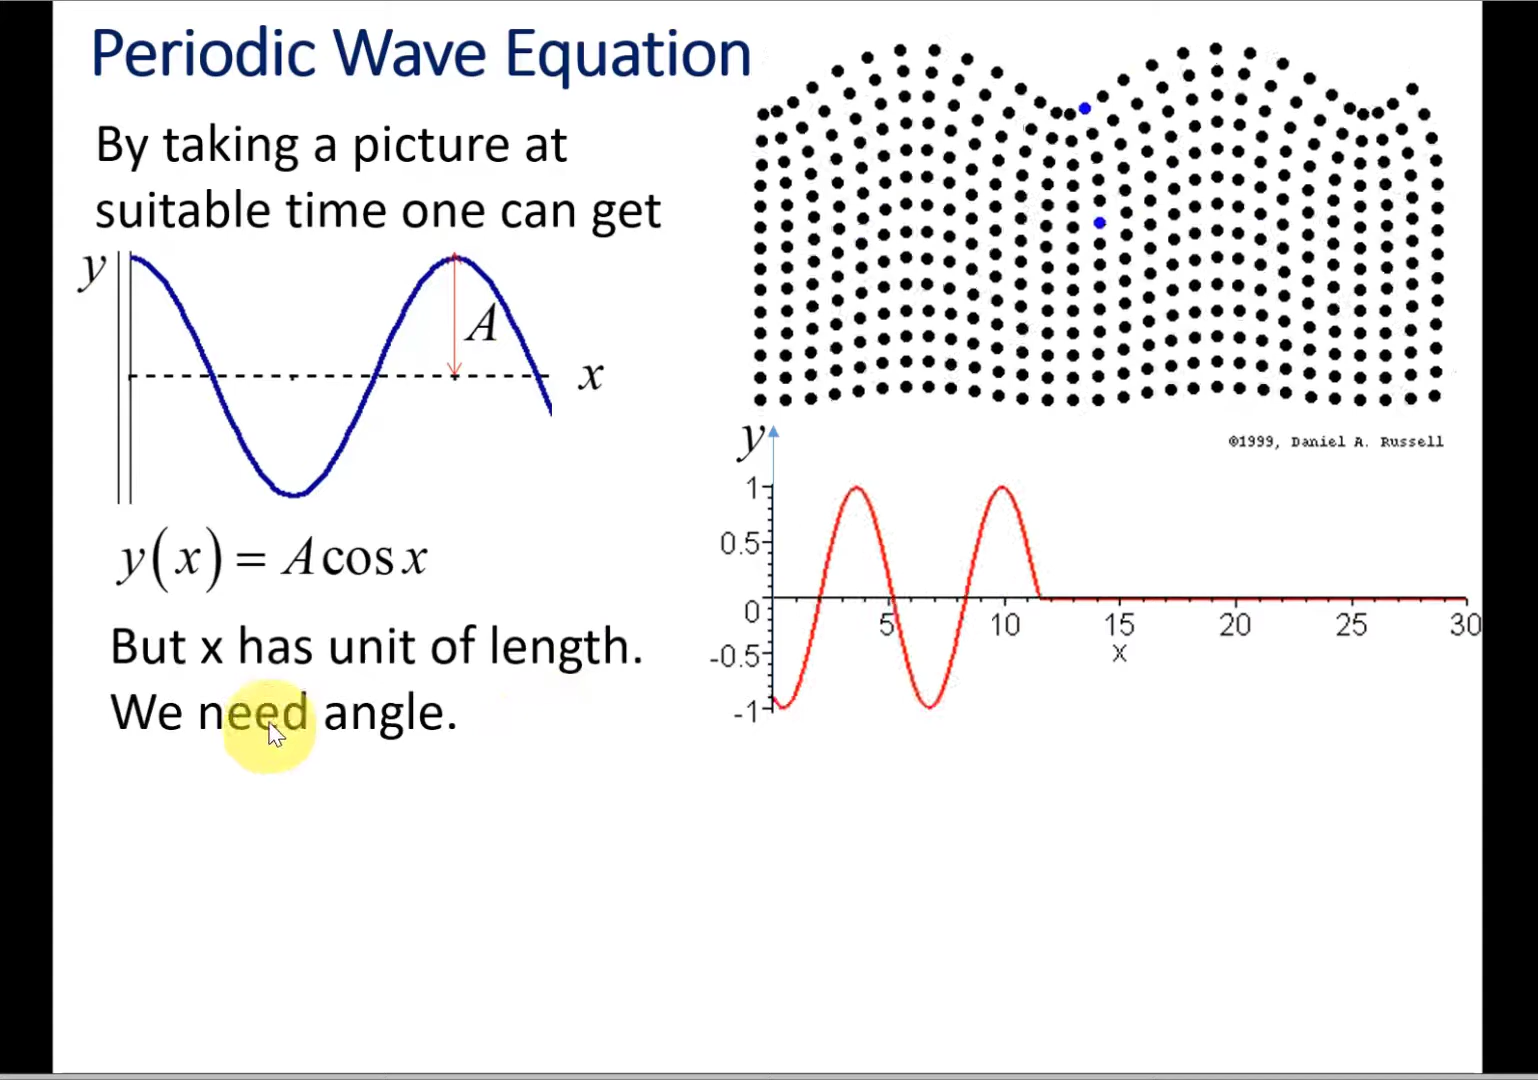 Periodic Wave Equation
By taking a picture at
suitable time one can get
y
A
x
y(x) = A cos x
But x has unit of length.
We need angle.
©1999, Daniel A. Russell
y
1
0.5
0
-0.5
-1
5 10 15 20 25 30
x